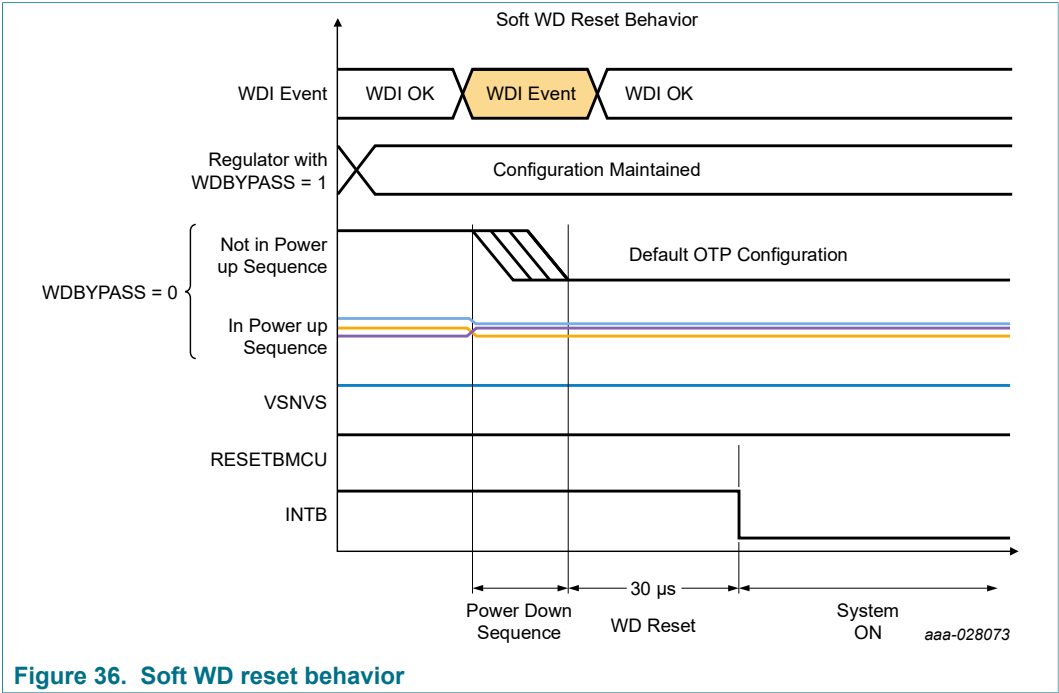 Soft WD Reset Behavior
WDI Event
WDI OK
WDI Event
WDI OK
Regulator with
WDBYPASS = 1
Configuration Maintained
WDBYPASS = 0
Not in Power
up Sequence
Default OTP Configuration
In Power up
Sequence
VSNVS
RESETBMCU
INTB
30 µs
Power Down
Sequence
WD Reset
System
ON
aaa-028073
Figure 36. Soft WD reset behavior